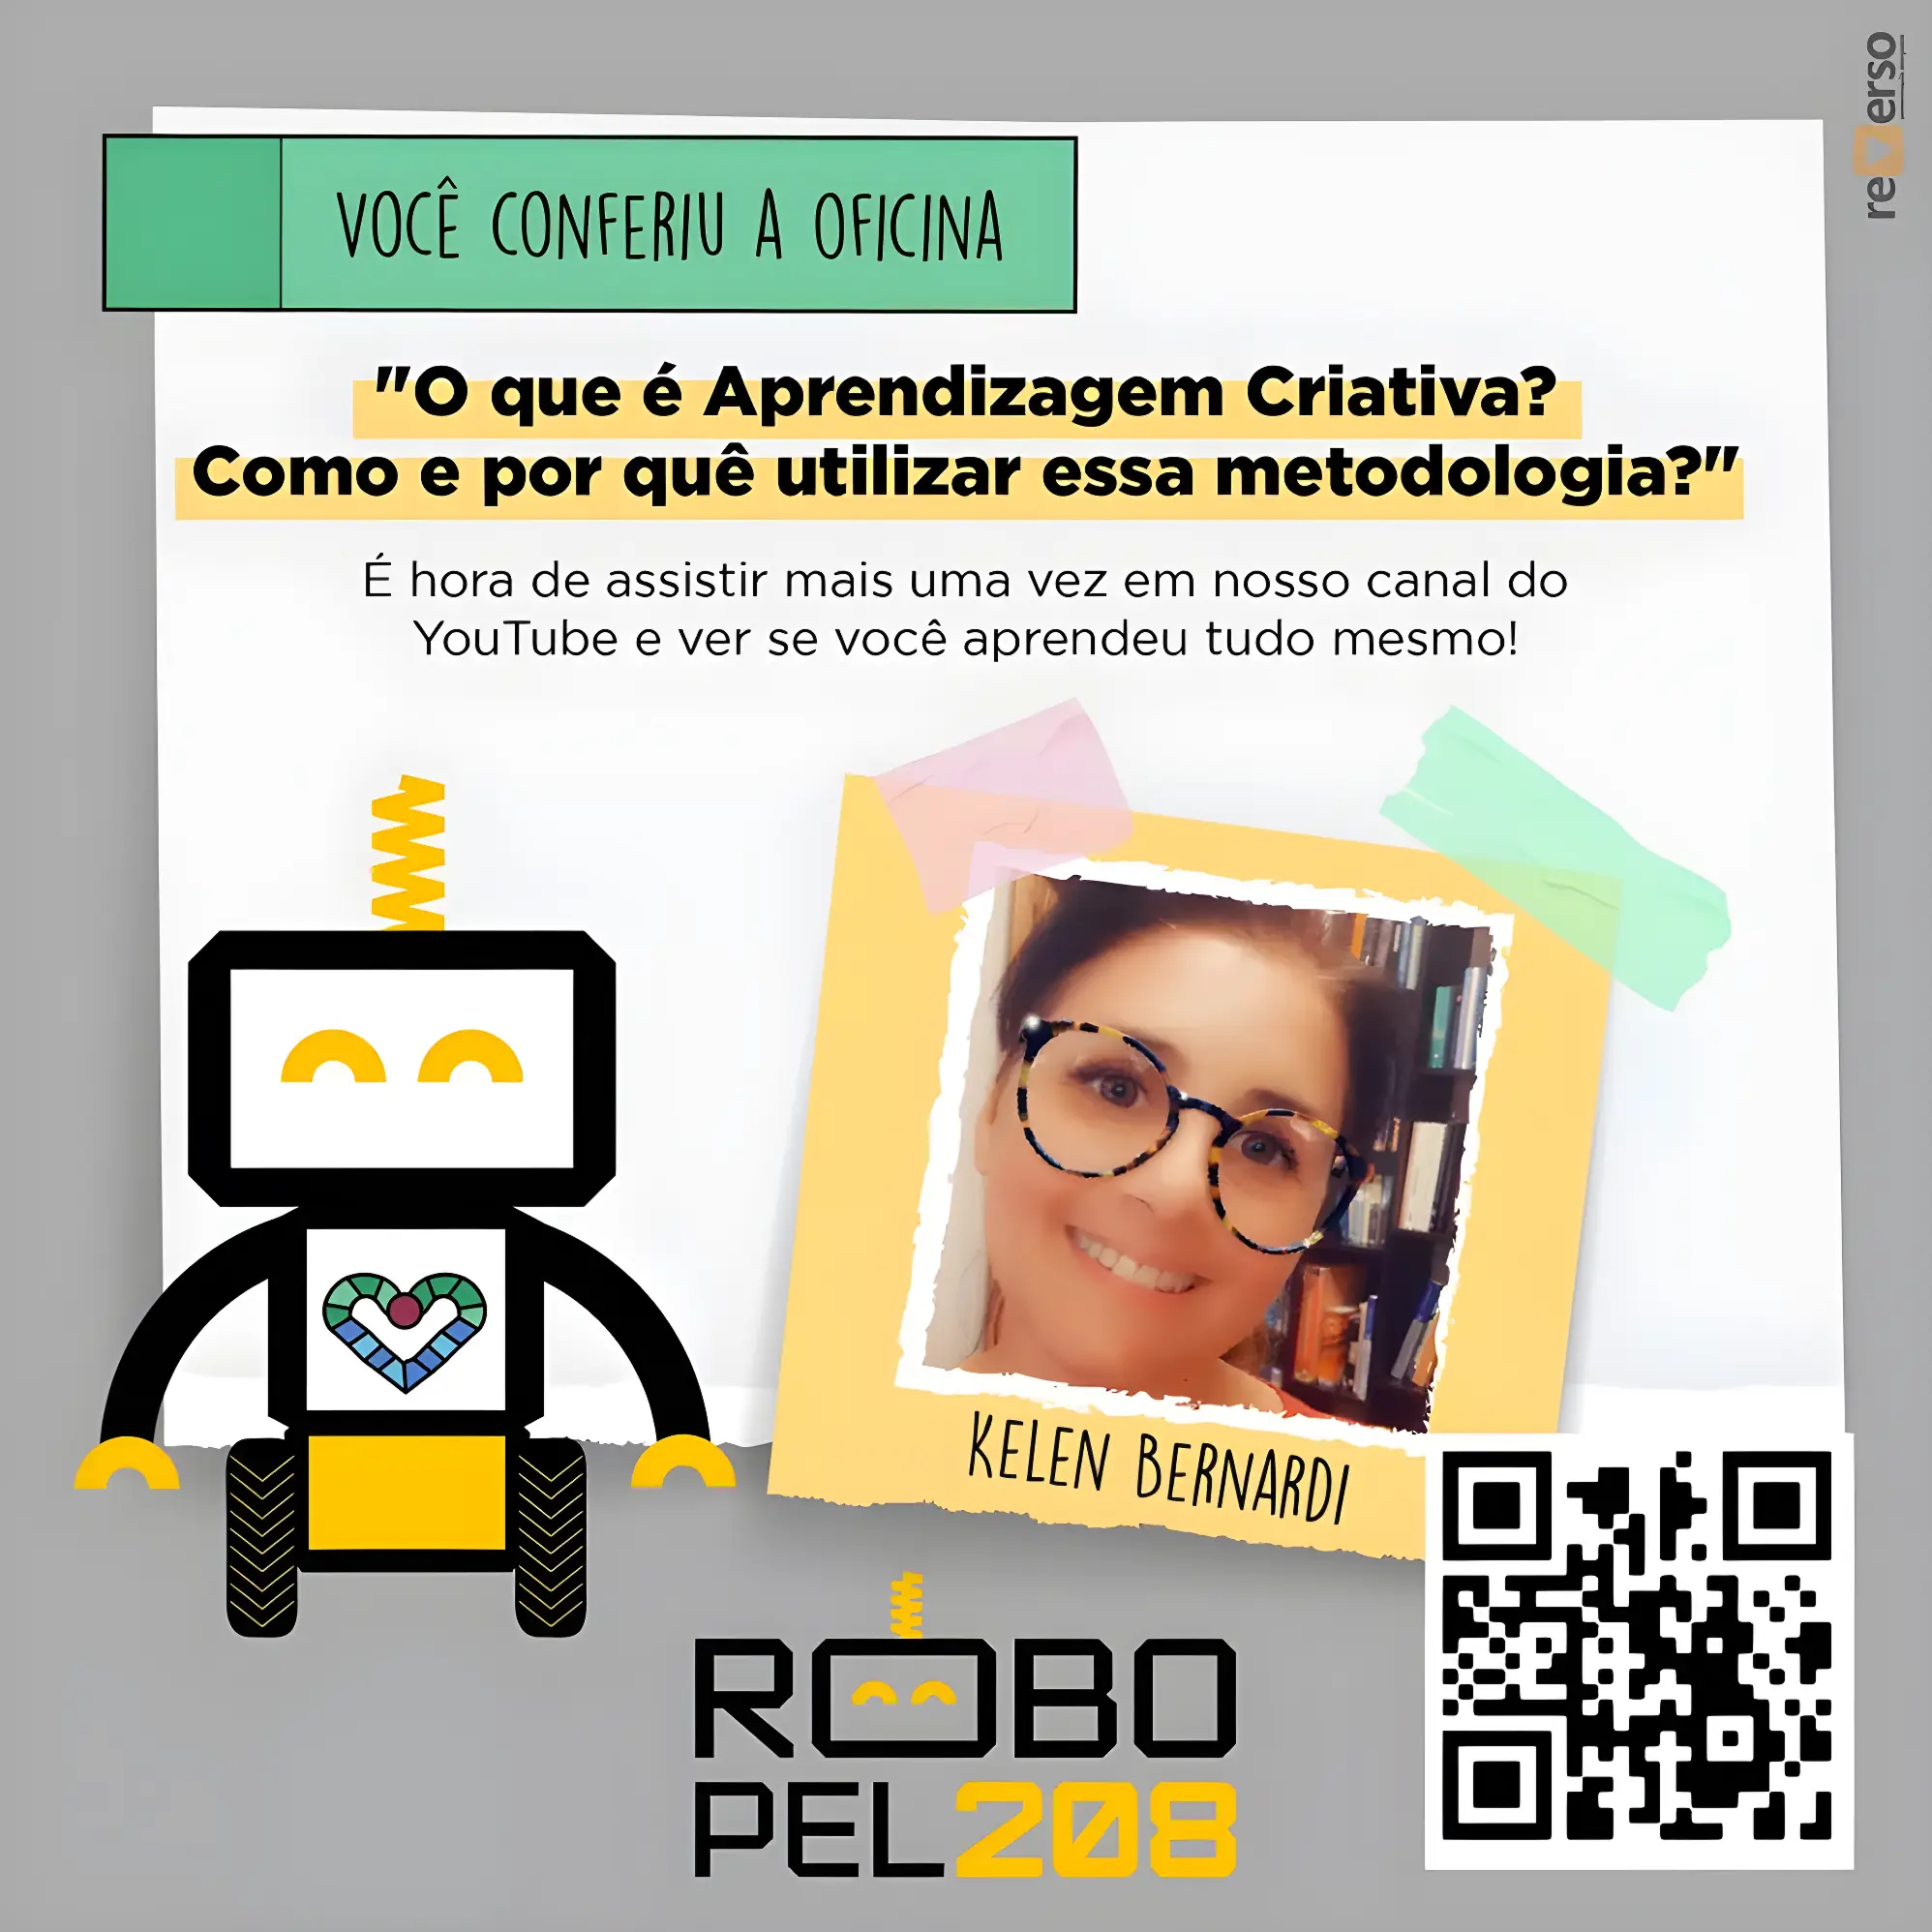 reverso
VOCÊ CONFERIU A OFICINA
"O que é Aprendizagem Criativa?
Como e por quê utilizar essa metodologia?"
É hora de assistir mais uma vez em nosso canal do
YouTube e ver se você aprendeu tudo mesmo!
KELEN BERNARDI
ROBO
PEL208